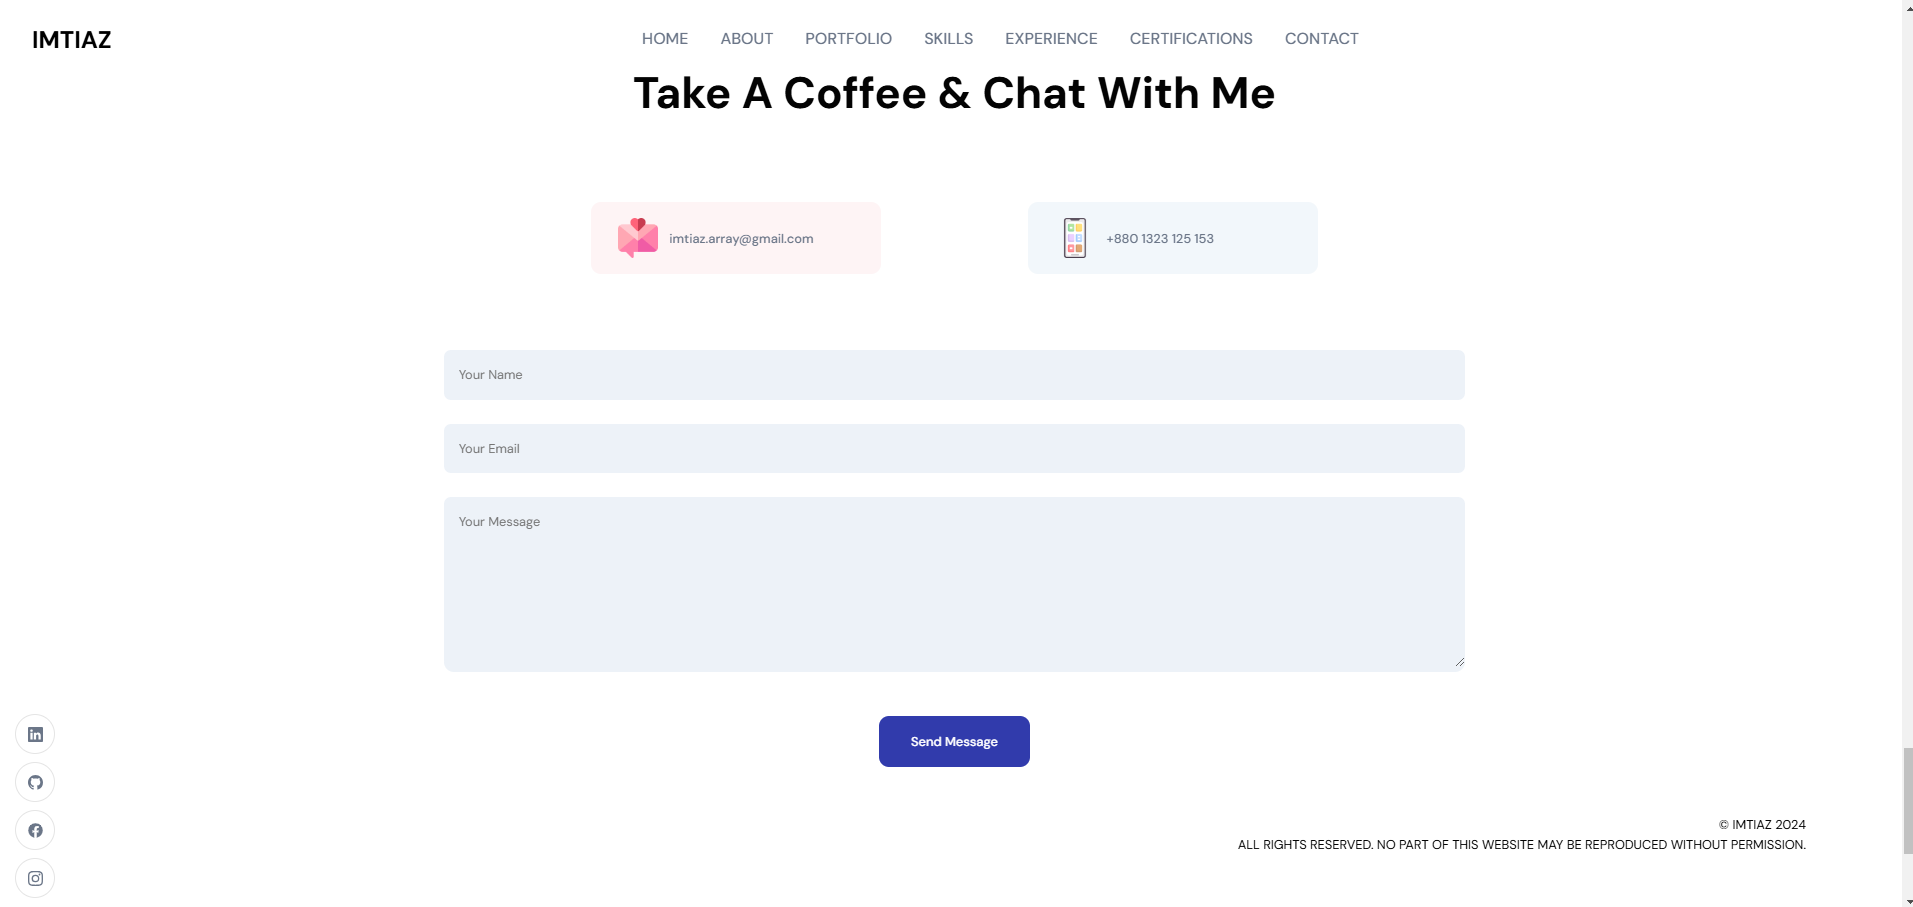 IMTIAZ
HOME ABOUT PORTFOLIO SKILLS EXPERIENCE CERTIFICATIONS CONTACT
Take A Coffee & Chat With Me
imtiaz.array@gmail.com
+880 1323 125 153
Your Name
Your Email
Your Message
Send Message
© IMTIAZ 2024
ALL RIGHTS RESERVED. NO PART OF THIS WEBSITE MAY BE REPRODUCED WITHOUT PERMISSION.